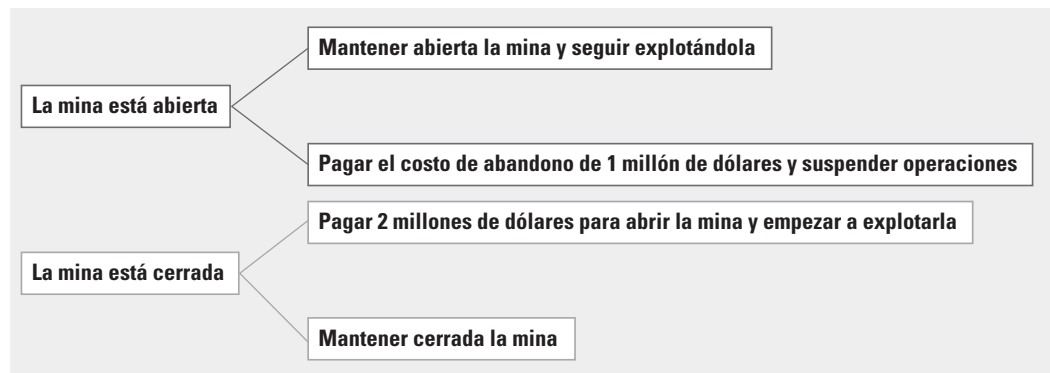 Mantener abierta la mina y seguir explotándola
La mina está abierta
Pagar el costo de abandono de 1 millón de dólares y suspender operaciones
Pagar 2 millones de dólares para abrir la mina y empezar a explotarla
La mina está cerrada
Mantener cerrada la mina